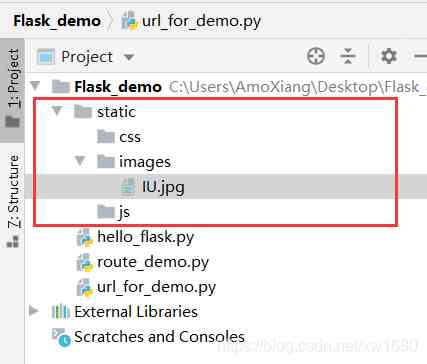 Flask_demo url_for_demo.py
Project
1: Project
Flask_demo C:\Users\AmoXiang\Desktop\Flask_
static
css
images
IU.jpg
js
Z: Structure
hello_flask.py
route_demo.py
url_for_demo.py
External Libraries
Scratches and Consoles
https://blog.csdn.net/xw1680